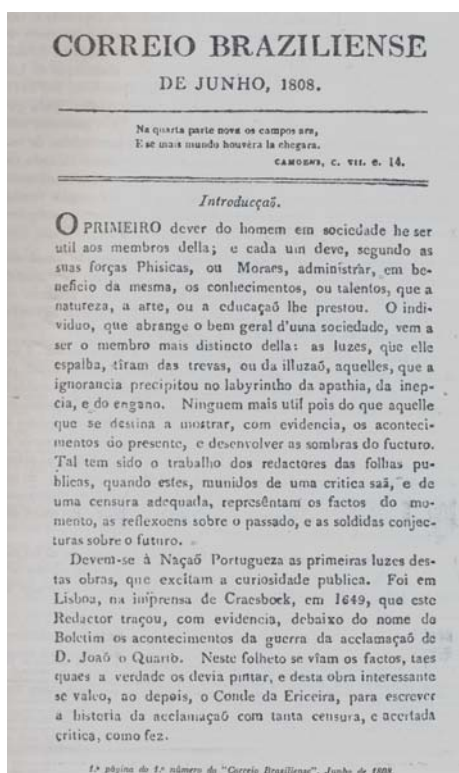 CORREIO BRAZILIENSE
DE JUNHO, 1808.
Na quarta parte nova os campos ara,
E se mais mundo houvéra la chegara.
CAMOENS, C. VII. e. 14.
Introducçaõ.
O PRIMEIRO dever do homem em sociedade he ser
util aos membros della; e cada um deve, segundo as
suas forças Phisicas, ou Moraes, administrar, em be-
neficio da mesma, os conhecimentos, ou talentos, que a
natureza, a arte, ou a educaçaõ lhe prestou. O indi-
viduo, que abrange o bem geral d'uma sociedade, vem a
ser o membro mais distincto della: as luzes, que elle
espalha, tiram das trevas, ou da illuzaõ, aquelles, que a
ignorancia precipitou no labyrintho da apathia, da inep-
cia, e do engano. Ninguem mais util pois do que aquelle
que se destina a mostrar, com evidencia, os aconteci-
mentos do presente, e desenvolver as sombras do fucturo.
Tal tem sido o trabalho dos redactores das folhas pu-
blicas, quando estes, munidos de uma critica saã, e de
uma censura adequada, represêntam os factos do mo-
mento, as reflexoens sobre o passado, e as soldidas conjec-
turas sobre o futuro.
Devem-se à Naçaõ Portugueza as primeiras luzes des-
tas obras, que excitam a curiosidade publica. Foi em
Lisboa, na imprensa de Craesboek, em 1649, que este
Redactor traçou, com evidencia, debaixo do nome de
Boletim os acontecimentos da guerra da acclamaçaõ de
D. Joaõ o Quarto. Neste folheto se viam os factos, taes
quaes a verdade os devia pintar, e desta obra interessante
se valeo, ao depois, o Conde da Ericeira, para escrever
a historia da acclamaçaõ com tanta censura, e acertada
critica, como fez.
1.ª página do 1.º número do "Correio Brasiliense", Junho de 1808